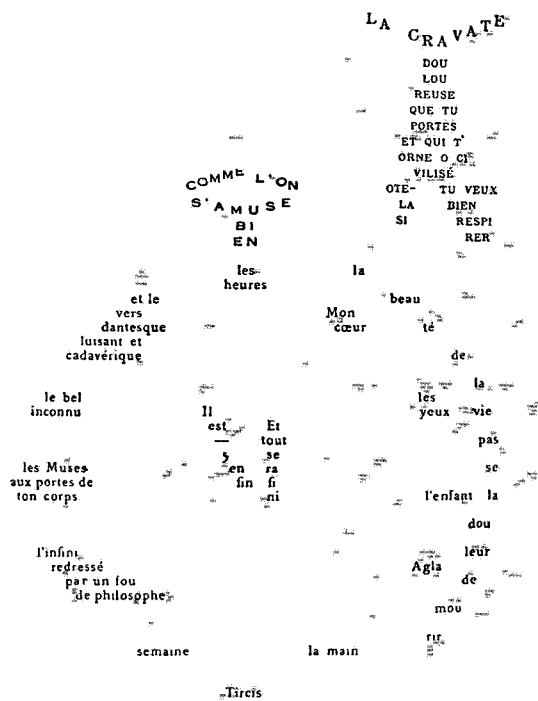 LA CRAVATE
DOU
LOU
REUSE
QUE TU
PORTES
ET QUI T'
ORNE O CI
VILISÉ
OTE- TU VEUX
LA BIEN
SI RESPI
RER
COMME L'ON
S'AMUSE
BI
EN
les
heures
la
beau
té
de
la
vie
pas
se
la
dou
leur
de
mou
rir
et le
vers
dantesque
luisant et
cadavérique
Mon
cœur
les
yeux
le bel
inconnu
Il
est
—
5
en
fin
Et
tout
se
ra
fi
ni
les Muses
aux portes de
ton corps
l'enfant
l'infini
redressé
par un fou
de philosophe
Agla
semaine
la main
Tircis